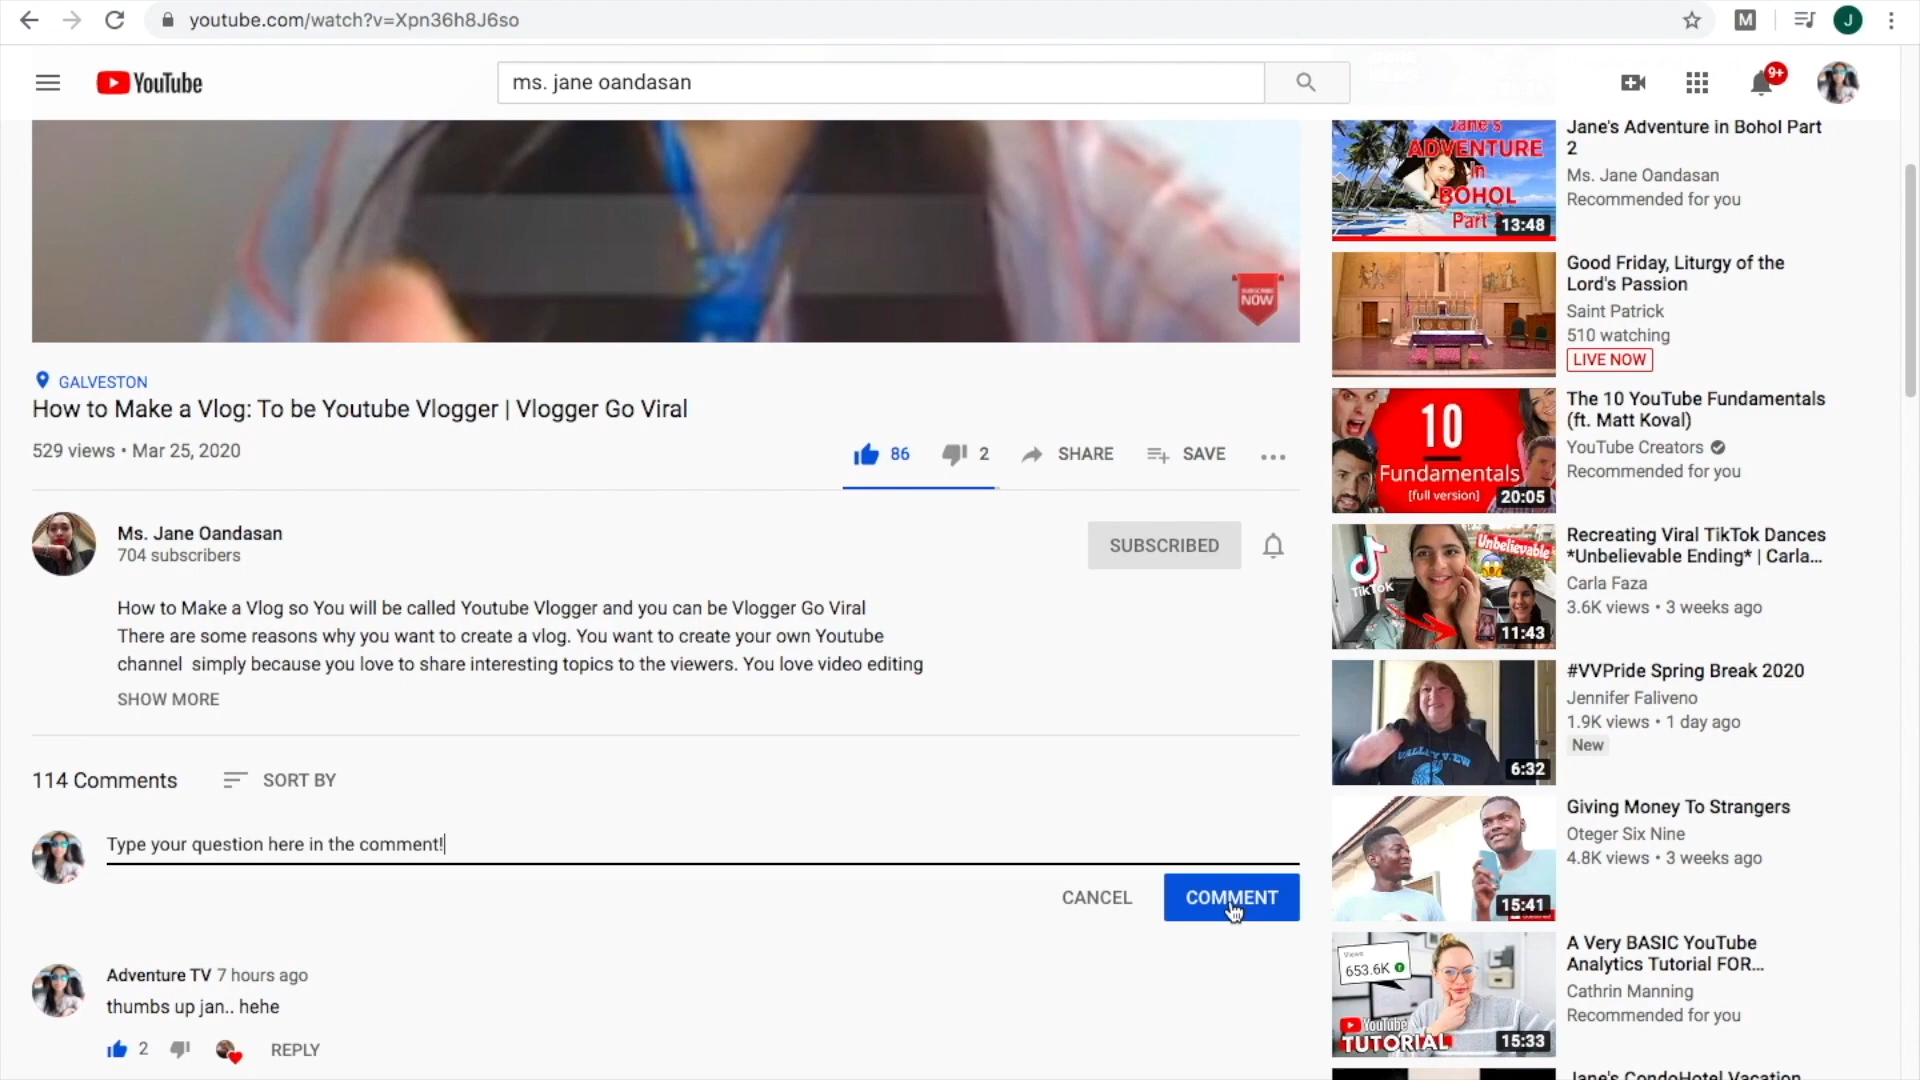 youtube.com/watch?v=Xpn36h8J6so
M
J
YouTube
ms. jane oandasan
9+
SUBSCRIBE
NOW
GALVESTON
How to Make a Vlog: To be Youtube Vlogger | Vlogger Go Viral
529 views • Mar 25, 2020
86
2
SHARE
SAVE
Ms. Jane Oandasan
704 subscribers
SUBSCRIBED
How to Make a Vlog so You will be called Youtube Vlogger and you can be Vlogger Go Viral
There are some reasons why you want to create a vlog. You want to create your own Youtube
channel simply because you love to share interesting topics to the viewers. You love video editing
SHOW MORE
114 Comments
SORT BY
Type your question here in the comment!
CANCEL
COMMENT
Adventure TV 7 hours ago
thumbs up jan.. hehe
2
REPLY
Jane's
ADVENTURE
in
BOHOL
Part
13:48
Jane's Adventure in Bohol Part
2
Ms. Jane Oandasan
Recommended for you
Good Friday, Liturgy of the
Lord's Passion
Saint Patrick
510 watching
LIVE NOW
10
Fundamentals
[full version]
20:05
The 10 YouTube Fundamentals
(ft. Matt Koval)
YouTube Creators
Recommended for you
Unbelievable
TikTok
11:43
Recreating Viral TikTok Dances
*Unbelievable Ending* | Carla...
Carla Faza
3.6K views • 3 weeks ago
VALLEY VIEW
6:32
#VVPride Spring Break 2020
Jennifer Faliveno
1.9K views • 1 day ago
New
15:41
Giving Money To Strangers
Oteger Six Nine
4.8K views • 3 weeks ago
Views
653.6K
YouTube
TUTORIAL
15:33
A Very BASIC YouTube
Analytics Tutorial FOR...
Cathrin Manning
Recommended for you
Jane's CondoHotel Vacation